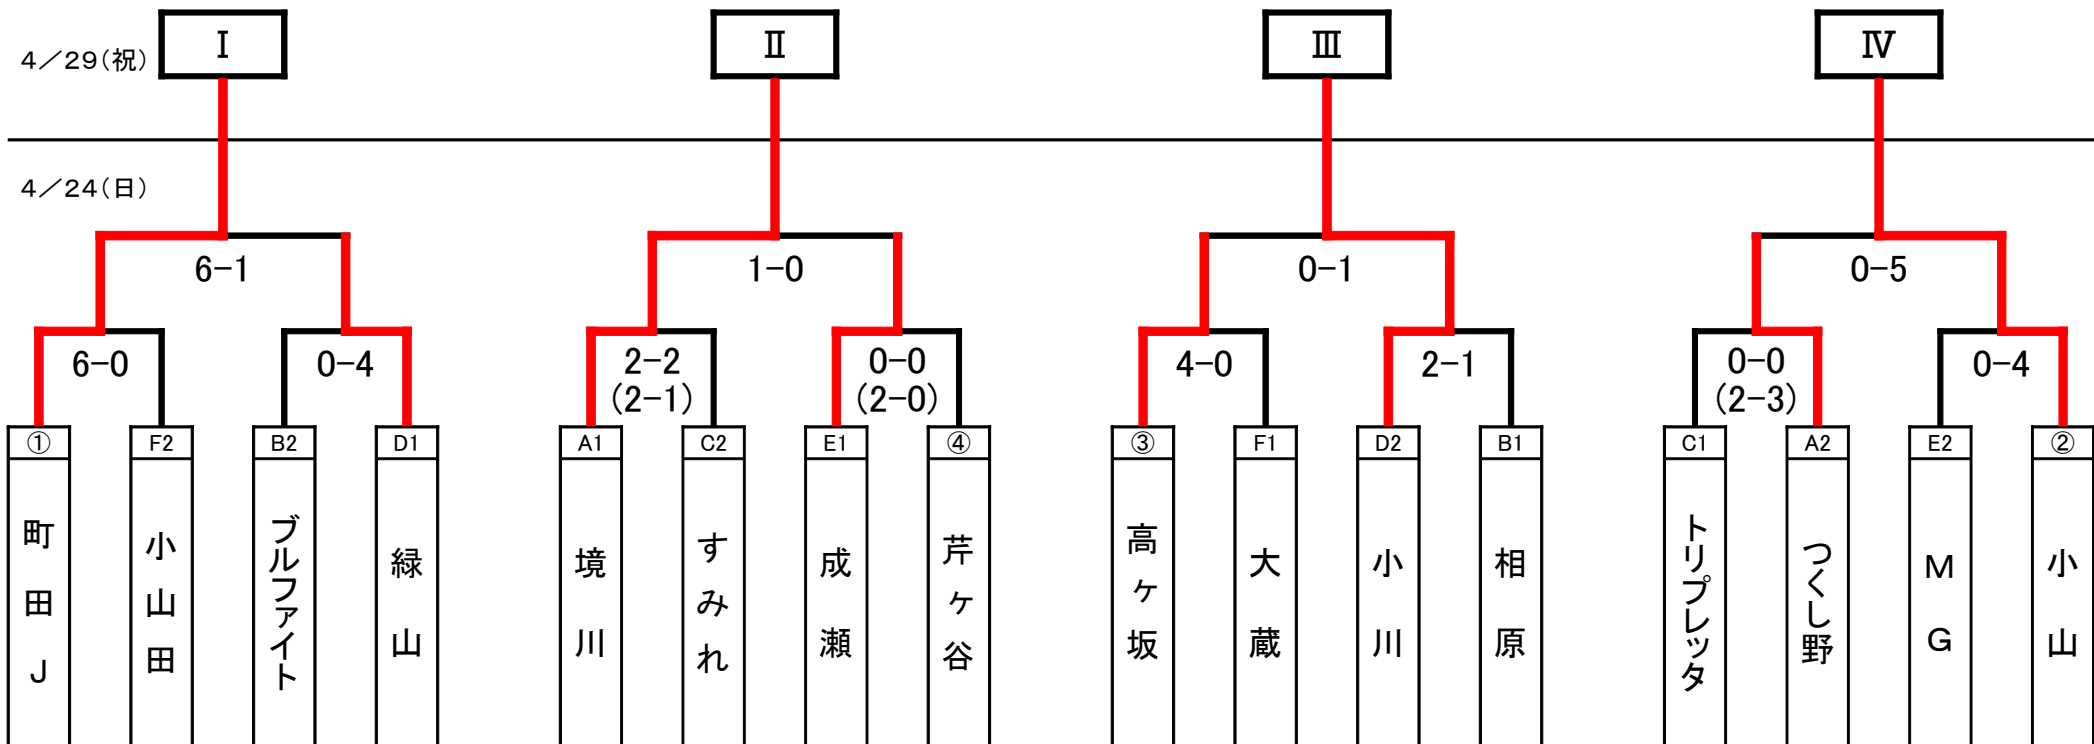 4／29(祝)
Ⅰ
Ⅱ
Ⅲ
Ⅳ
4／24(日)
6-1
1-0
0-1
0-5
6-0
0-4
2-2
(2-1)
0-0
(2-0)
4-0
2-1
0-0
(2-3)
0-4
①
F2
B2
D1
A1
C2
E1
④
③
F1
D2
B1
C1
A2
E2
②
町田J
小山田
ブルファイト
緑山
境川
すみれ
成瀬
芹ヶ谷
高ヶ坂
大蔵
小川
相原
トリプレッタ
つくし野
MG
小山